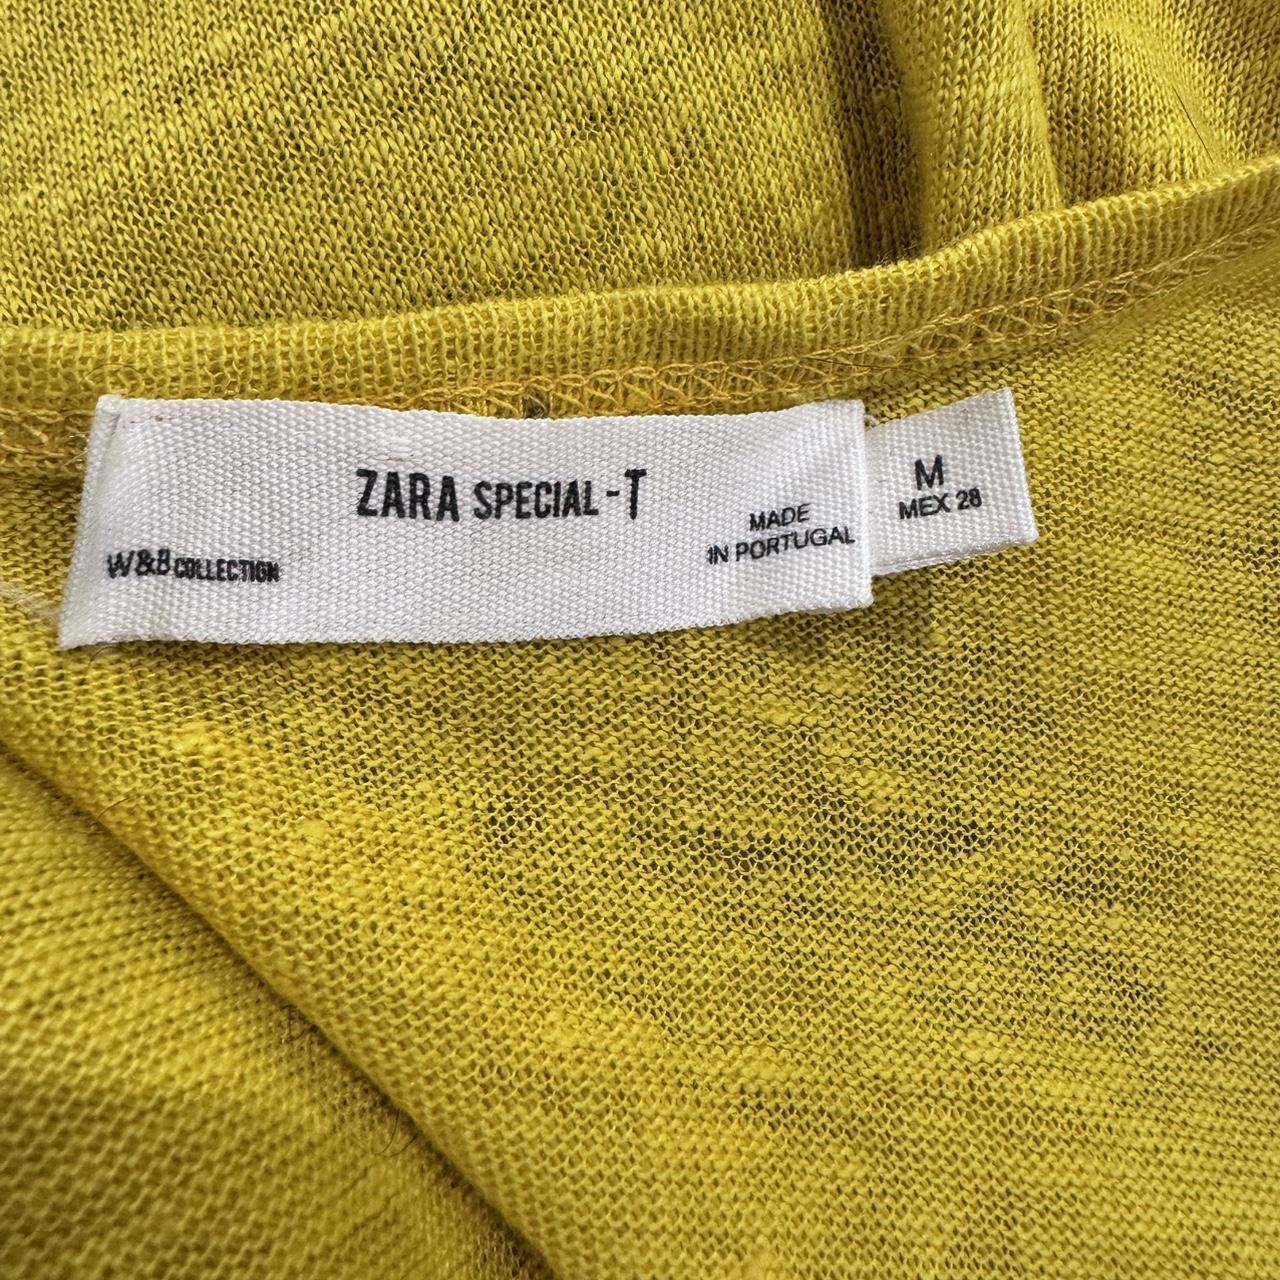 ZARA SPECIAL-T
W&B COLLECTION
MADE
IN PORTUGAL
M
MEX 28